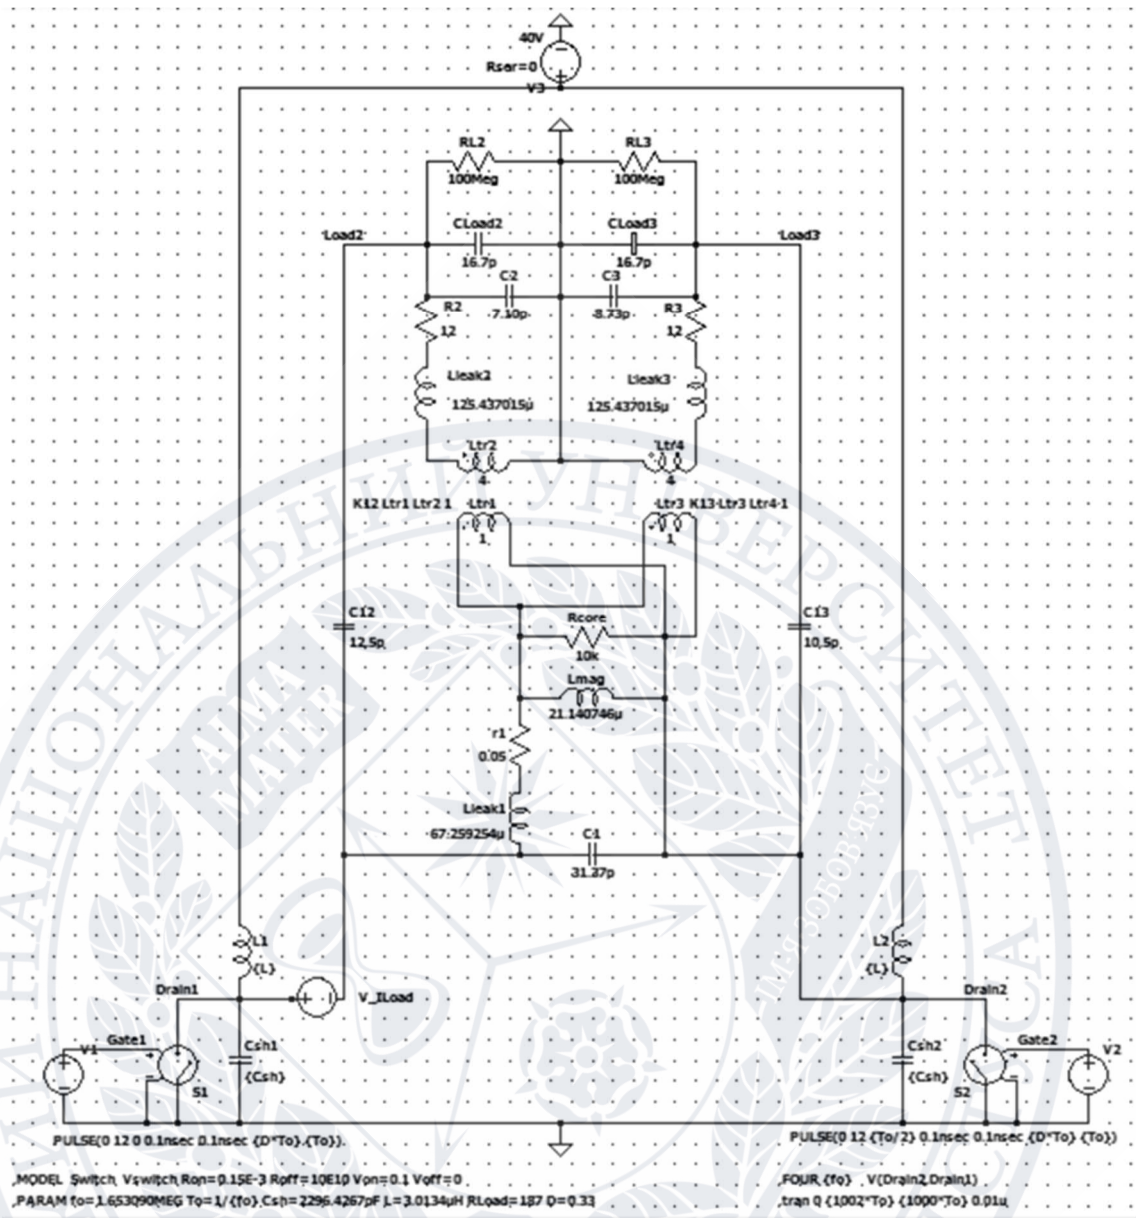 40V
Rser=0
V3
RL2
RL3
100Meg
100Meg
CLoad2
CLoad3
Load2
Load3
16.7p
16.7p
C2
C3
7.10p
8.73p
R2
R3
12
12
Lleak2
Lleak3
125.437015µ
125.437015µ
Ltr2
Ltr4
4
4
K12 Ltr1 Ltr2 1
Ltr1
Ltr3
K13 Ltr3 Ltr4 1
1
1
C12
Rcore
C13
12,5p
10,5p
10k
Lmag
21.140746µ
r1
0.05
Lleak1
67.259254µ
C1
31.37p
L1
L2
{L}
{L}
Drain1
V_ILoad
Drain2
Gate1
Gate2
V1
Csh1
Csh2
V2
{Csh}
{Csh}
S1
S2
PULSE(0 12 0 0.1nsec 0.1nsec {D*To} {To})
PULSE(0 12 {To/2} 0.1nsec 0.1nsec {D*To} {To})
.MODEL Switch Vswitch Ron=0.15E-3 Roff=10E10 Von=0.1 Voff=0
.FOUR {fo} V(Drain2,Drain1)
.PARAM fo=1.653090MEG To=1/{fo} Csh=2296.4267pF L=3.0134uH RLoad=187 D=0.33
.tran 0 {1002*To} {1000*To} 0.01u
АЛЬНИЙ УНІВЕРСИТЕТ
ALMA
MATER